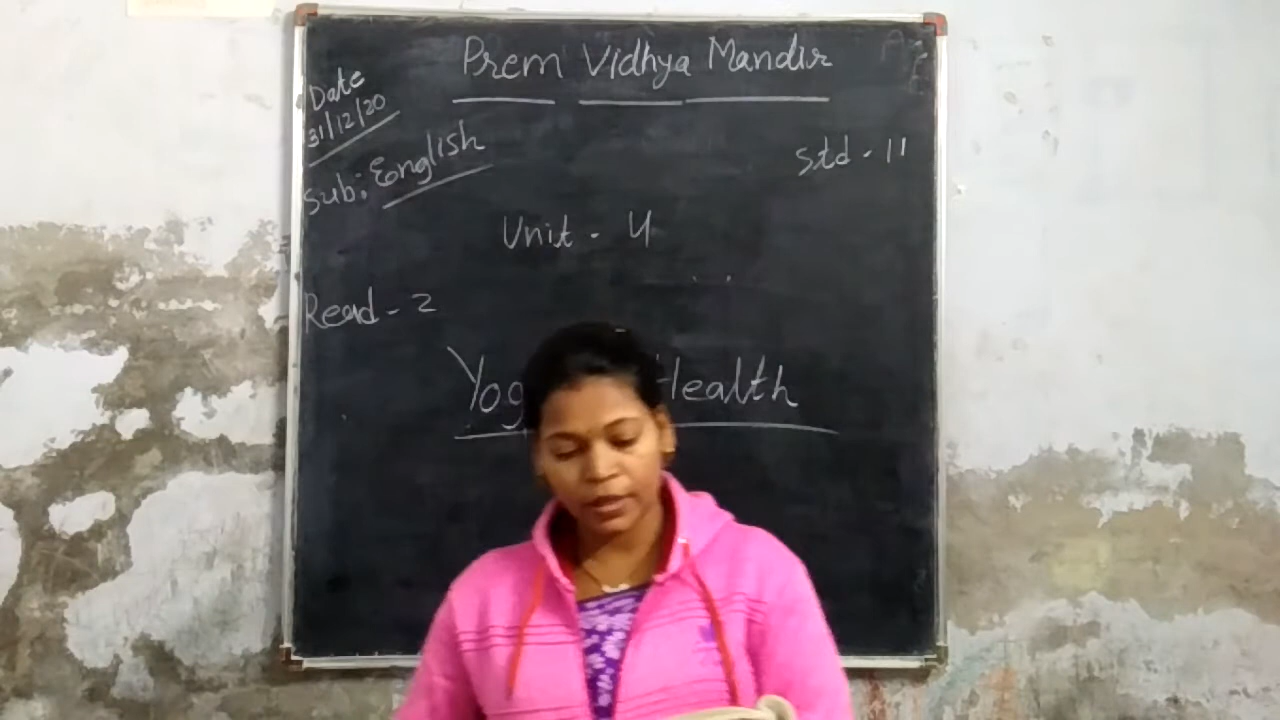 Prem Vidhya Mandir
Date
31/12/20
Sub: English
Std - 11
Unit - 4
Read - 2
Health